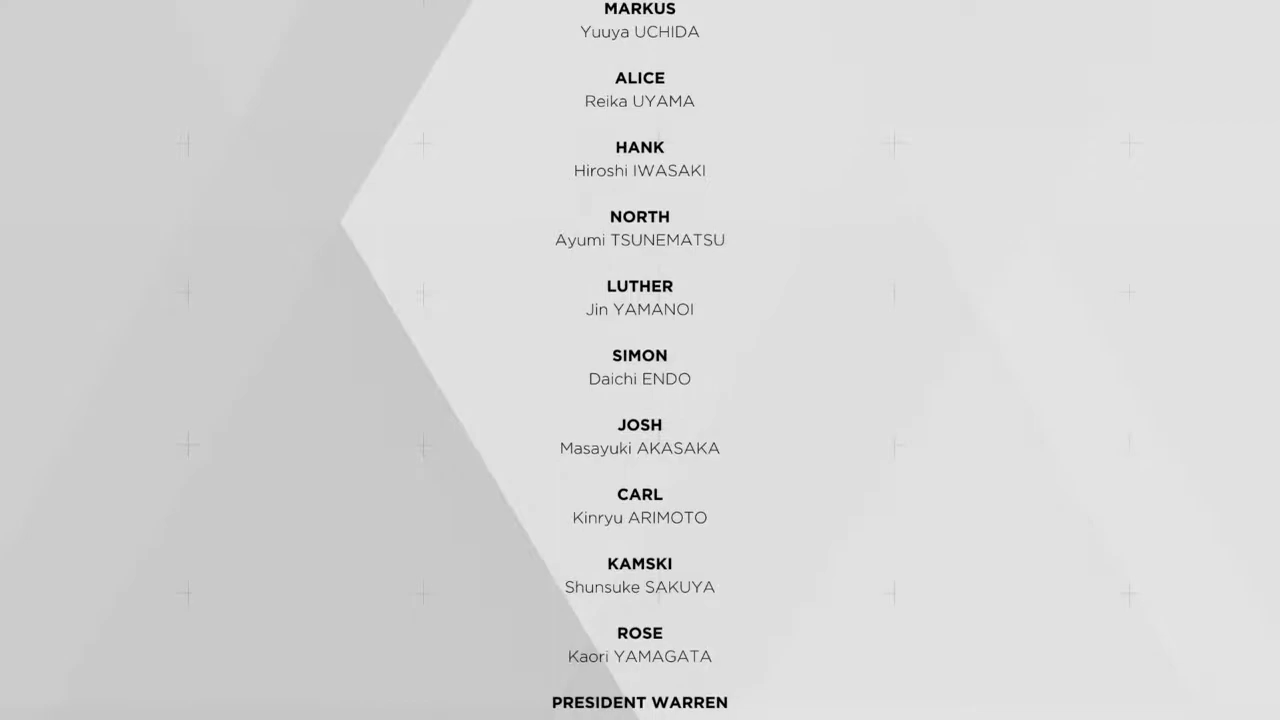 MARKUS
Yuuya UCHIDA
ALICE
Reika UYAMA
HANK
Hiroshi IWASAKI
NORTH
Ayumi TSUNEMATSU
LUTHER
Jin YAMANOI
SIMON
Daichi ENDO
JOSH
Masayuki AKASAKA
CARL
Kinryu ARIMOTO
KAMSKI
Shunsuke SAKUYA
ROSE
Kaori YAMAGATA
PRESIDENT WARREN